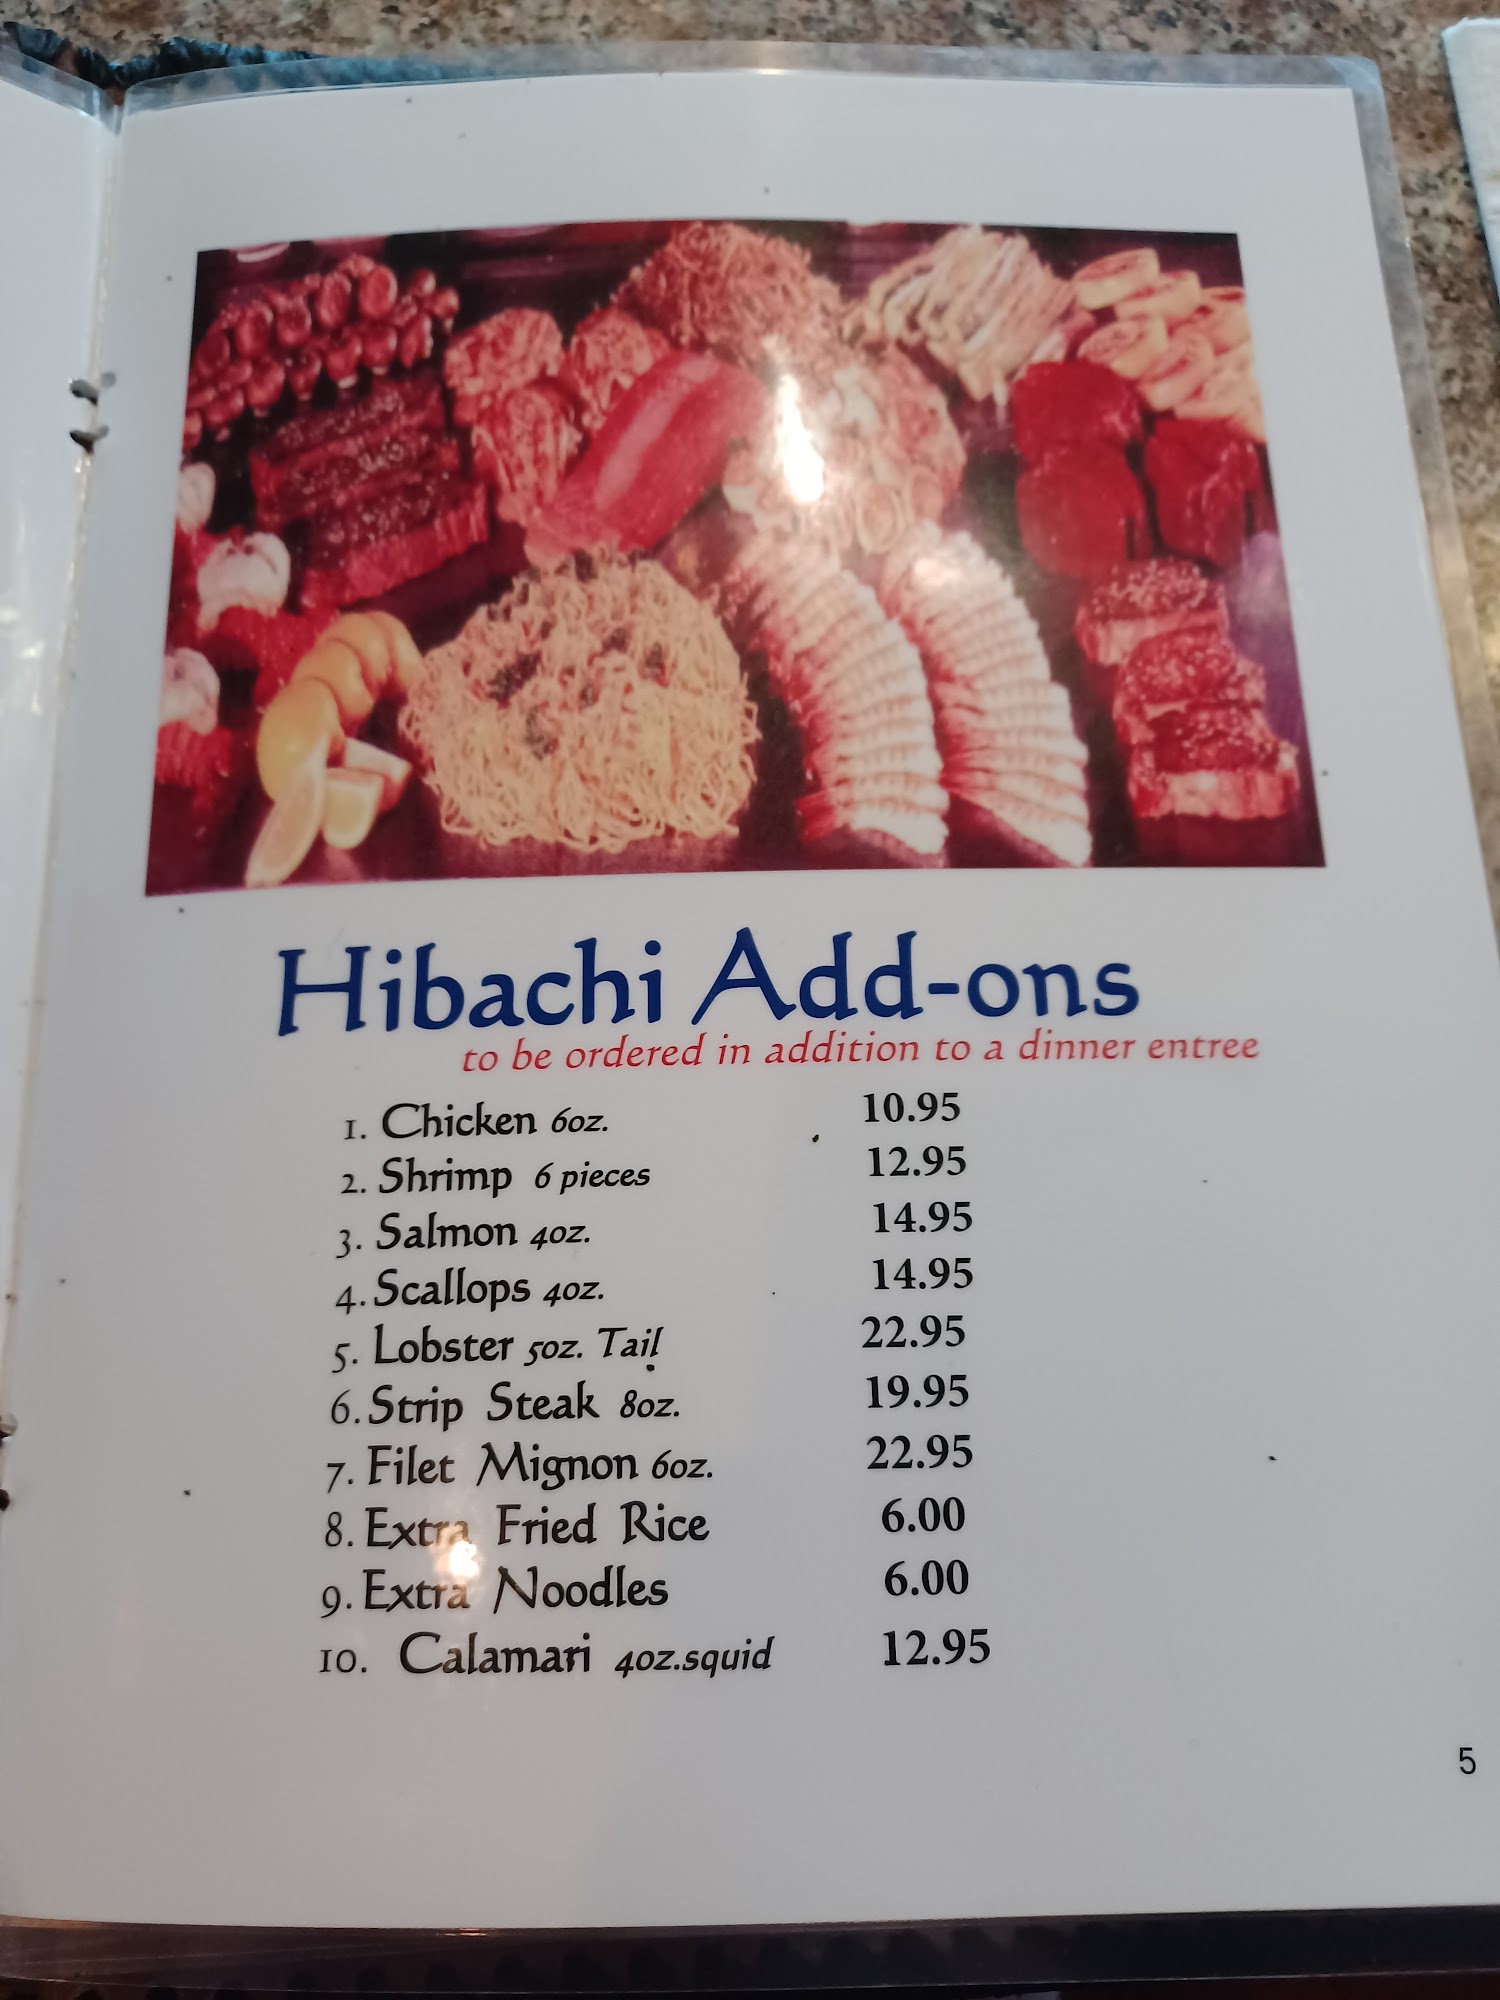 Hibachi Add-ons
to be ordered in addition to a dinner entree
1. Chicken 6oz. 10.95
2. Shrimp 6 pieces 12.95
3. Salmon 4oz. 14.95
4. Scallops 4oz. 14.95
5. Lobster 5oz. Tail 22.95
6. Strip Steak 8oz. 19.95
7. Filet Mignon 6oz. 22.95
8. Extra Fried Rice 6.00
9. Extra Noodles 6.00
10. Calamari 4oz.squid 12.95
5